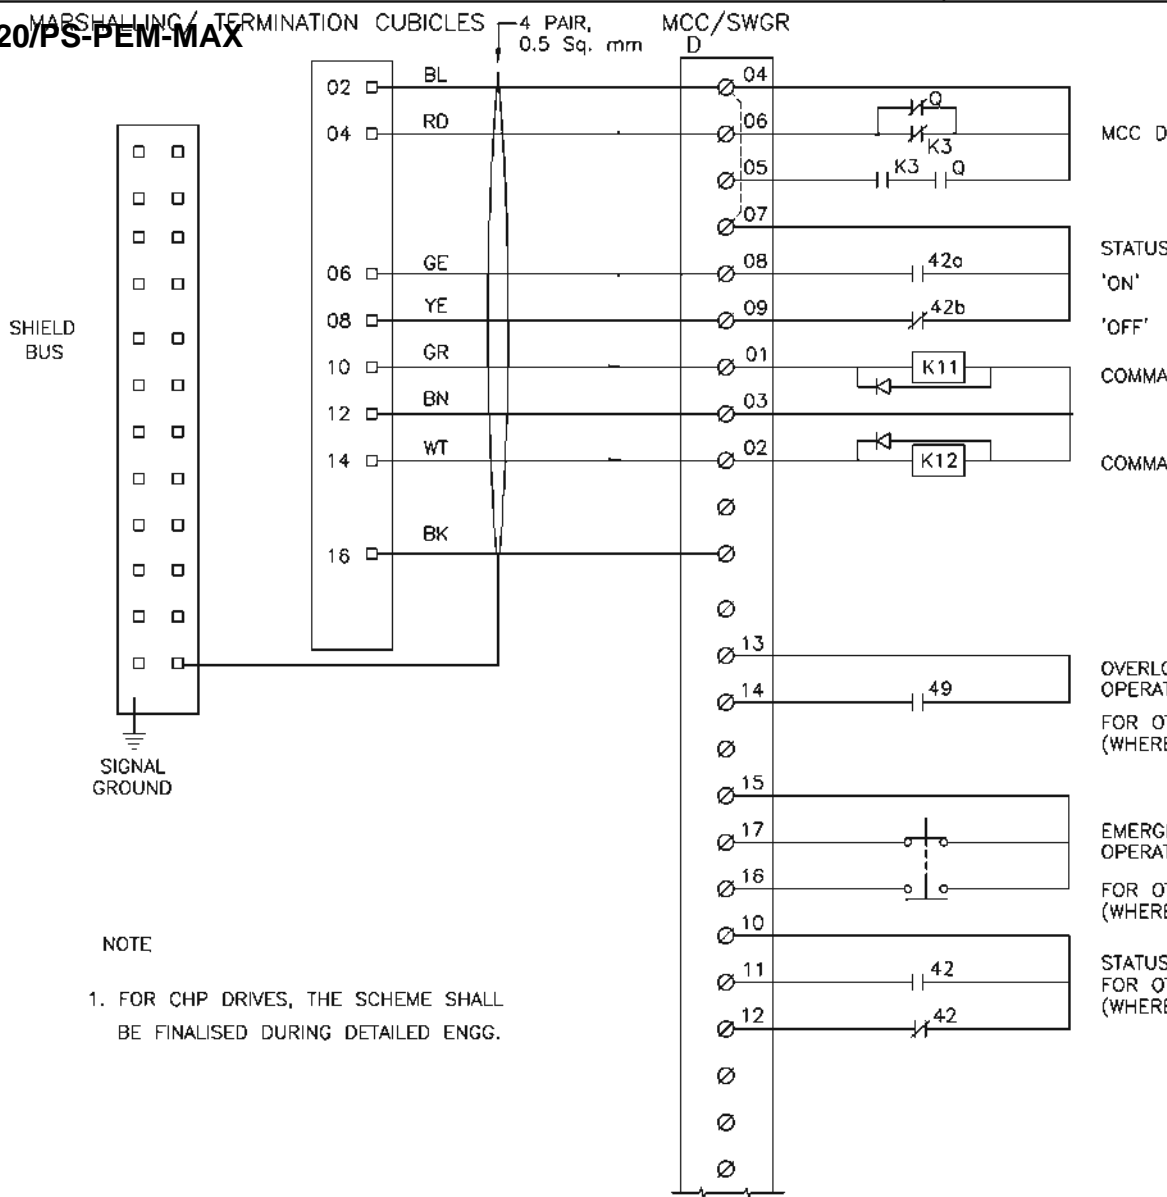 MARSHALLING/ TERMINATION CUBICLES
20/PS-PEM-MAX
4 PAIR,
0.5 Sq. mm
MCC/SWGR
D
02 BL 04
Q
04 RD 06
K3
MCC D
05 K3 Q
07
STATUS
06 GE 08 42a
'ON'
08 YE 09 42b
'OFF'
SHIELD
BUS
10 GR 01 K11
COMMA
12 BN 03
14 WT 02 K12
COMMA
16 BK
13
OVERLO
14 49
OPERAT
FOR OT
(WHERE
SIGNAL
GROUND
15
17
EMERGE
OPERAT
16
FOR OT
(WHERE
10
NOTE
11 42
STATUS
FOR OT
(WHERE
1. FOR CHP DRIVES, THE SCHEME SHALL
BE FINALISED DURING DETAILED ENGG.
12 42